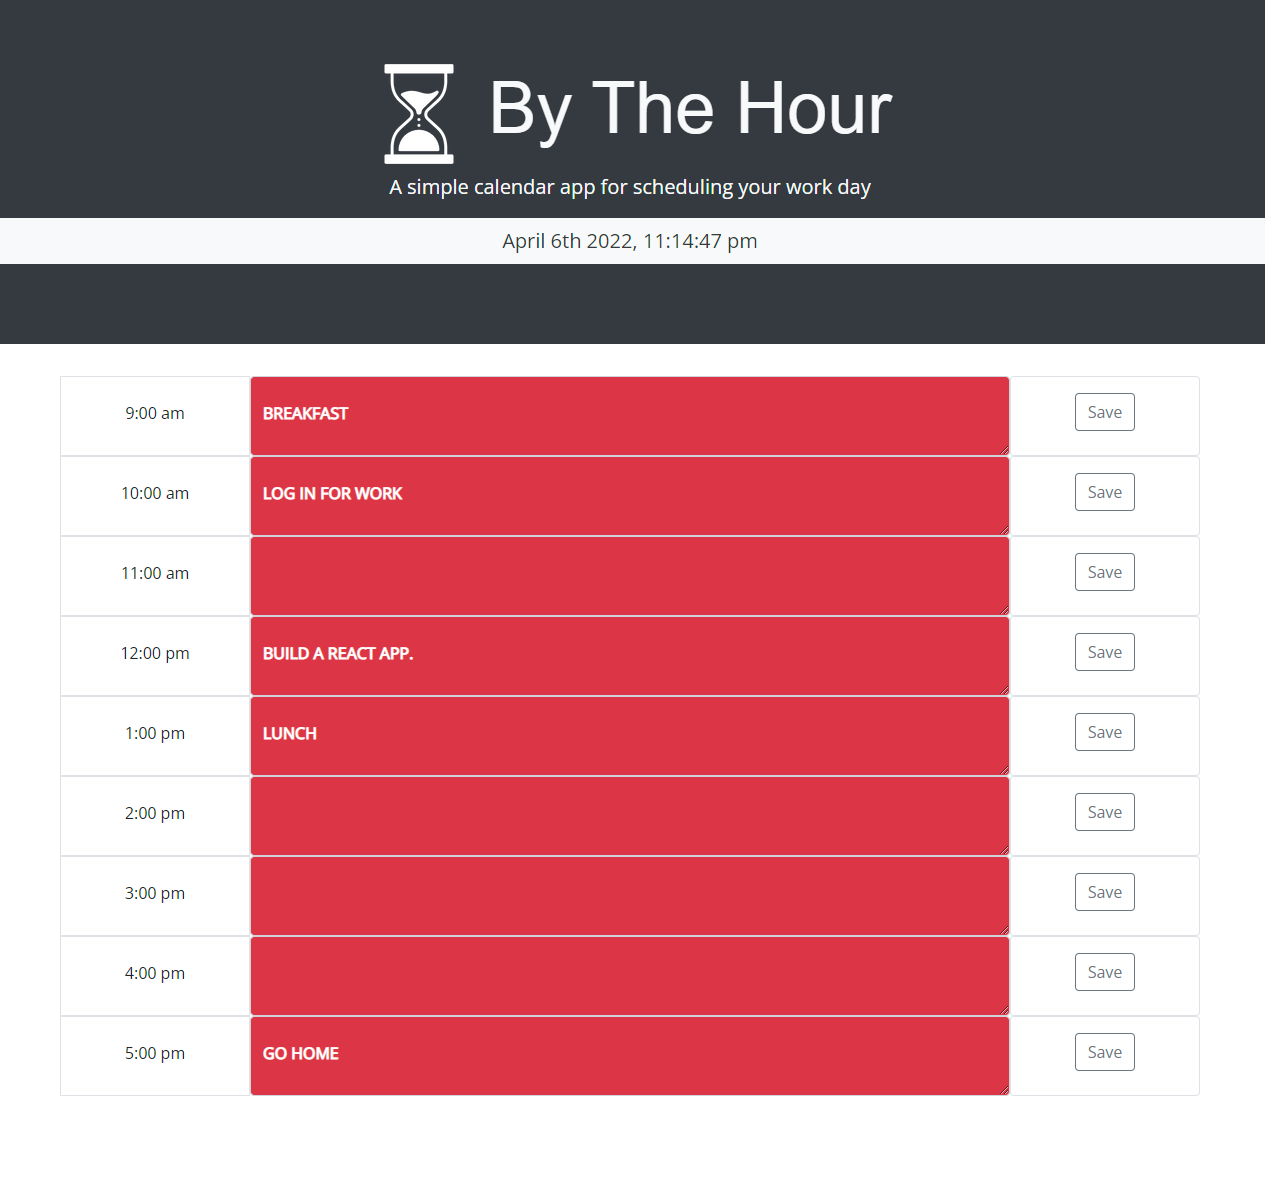 By The Hour
A simple calendar app for scheduling your work day
April 6th 2022, 11:14:47 pm
9:00 am BREAKFAST Save
10:00 am LOG IN FOR WORK Save
11:00 am Save
12:00 pm BUILD A REACT APP. Save
1:00 pm LUNCH Save
2:00 pm Save
3:00 pm Save
4:00 pm Save
5:00 pm GO HOME Save